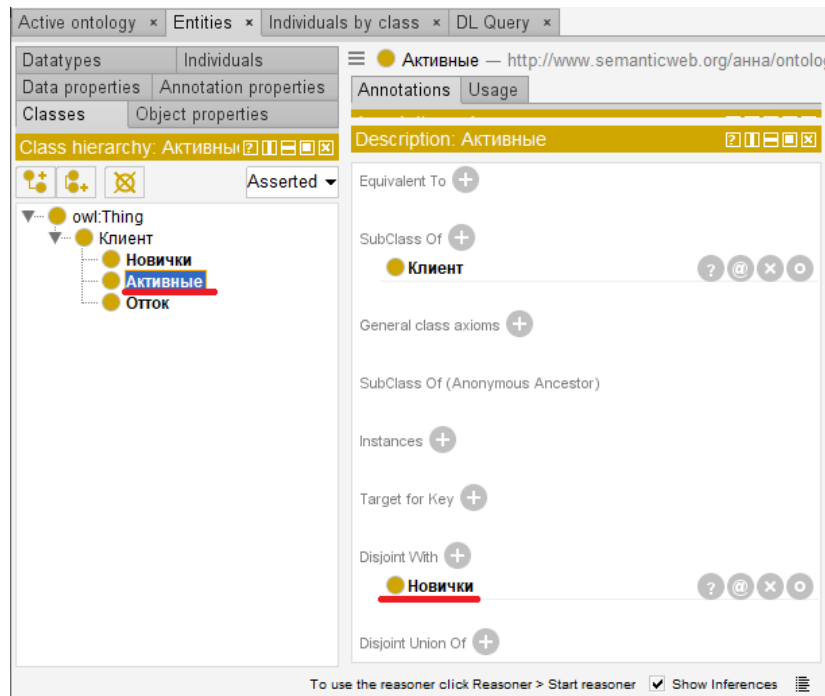 Active ontology × Entities × Individuals by class × DL Query ×
Datatypes Individuals
Data properties Annotation properties
Classes Object properties
Class hierarchy: Активны
Asserted
owl:Thing
Клиент
Новички
Активные
Отток
Активные — http://www.semanticweb.org/анна/ontolo
Annotations Usage
Description: Активные
Equivalent To
SubClass Of
Клиент
General class axioms
SubClass Of (Anonymous Ancestor)
Instances
Target for Key
Disjoint With
Новички
Disjoint Union Of
To use the reasoner click Reasoner > Start reasoner Show Inferences